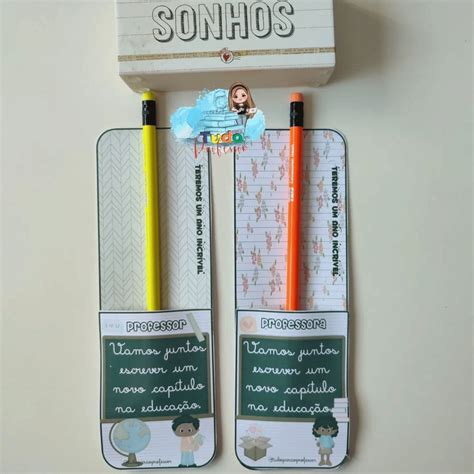 SONHOS
Tudo
TEREMOS UM ANO INCRÍVEL
TEREMOS UM ANO INCRÍVEL
PROFESSOR
Vamos juntos
escrever um
novo capítulo
na educação.
PROFESSORA
Vamos juntos
escrever um
novo capítulo
na educação.